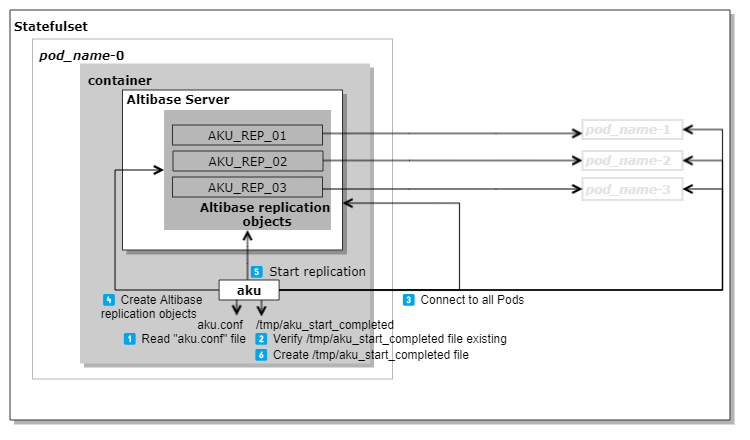 Statefulset
pod_name-0
container
Altibase Server
AKU_REP_01
AKU_REP_02
AKU_REP_03
Altibase replication
objects
pod_name-1
pod_name-2
pod_name-3
5 Start replication
aku
4 Create Altibase
replication objects
3 Connect to all Pods
aku.conf
/tmp/aku_start_completed
1 Read "aku.conf" file
2 Verify /tmp/aku_start_completed file existing
6 Create /tmp/aku_start_completed file